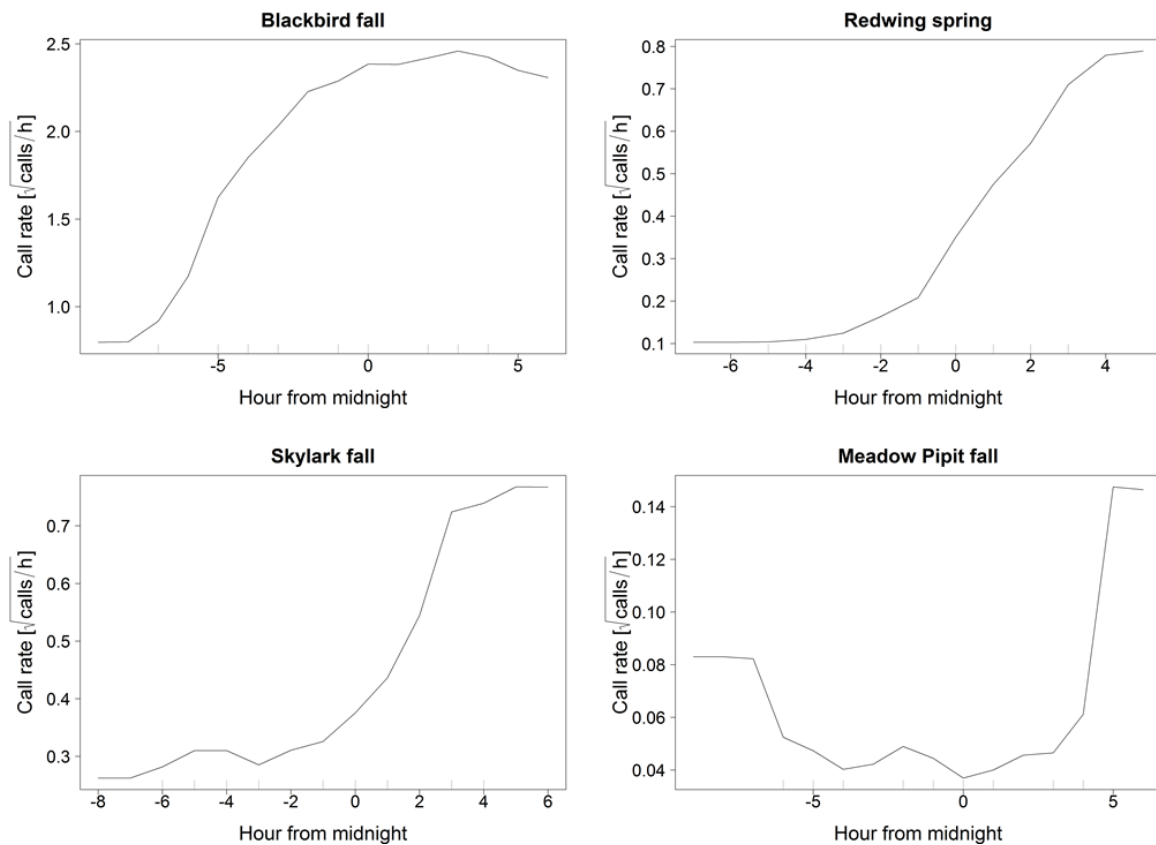 Blackbird fall
Call rate [√calls/h]
2.5
2.0
1.5
1.0
-5 0 5
Hour from midnight
Redwing spring
Call rate [√calls/h]
0.8
0.7
0.6
0.5
0.4
0.3
0.2
0.1
-6 -4 -2 0 2 4
Hour from midnight
Skylark fall
Call rate [√calls/h]
0.7
0.6
0.5
0.4
0.3
-8 -6 -4 -2 0 2 4 6
Hour from midnight
Meadow Pipit fall
Call rate [√calls/h]
0.14
0.12
0.10
0.08
0.06
0.04
-5 0 5
Hour from midnight